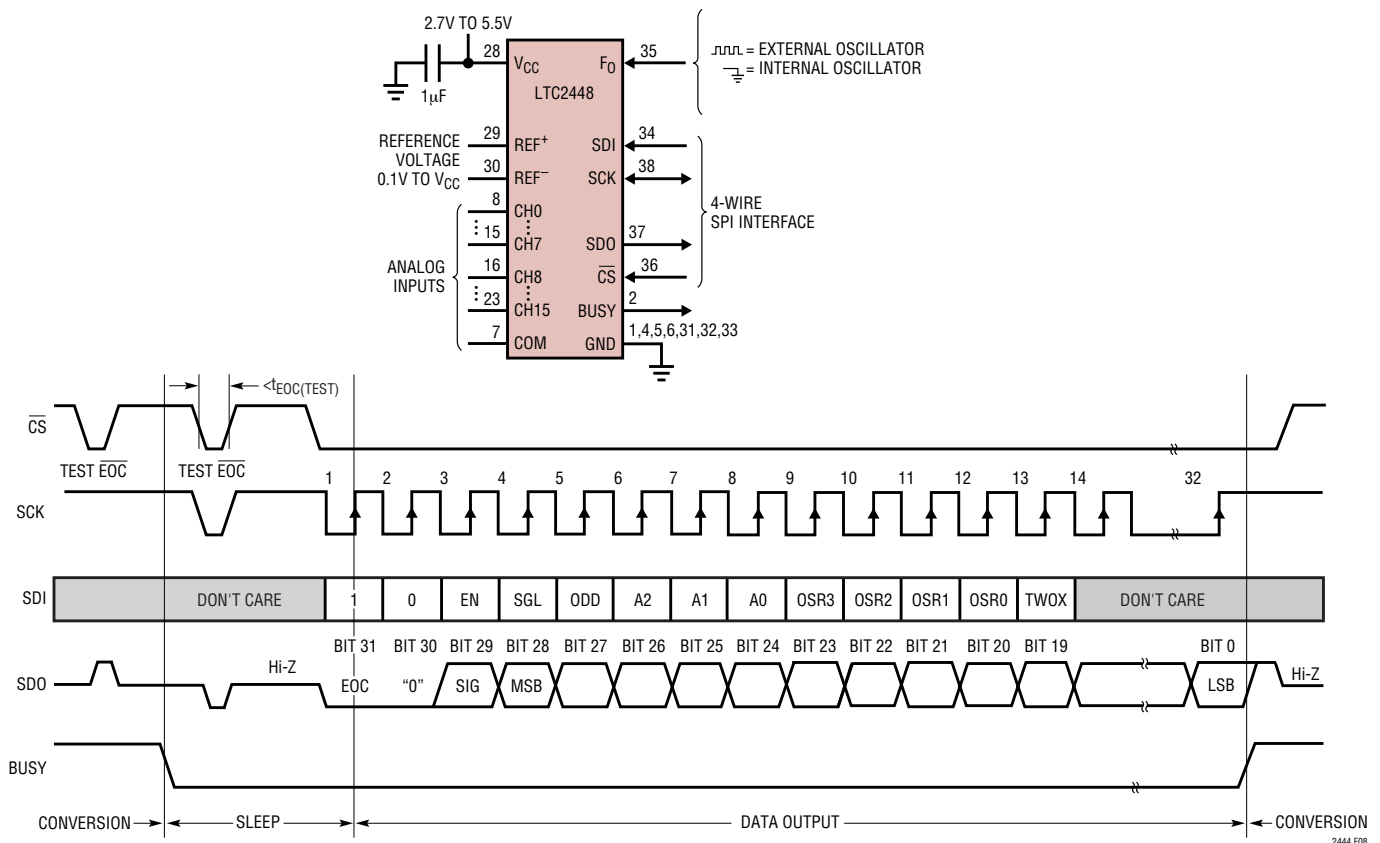 2.7V TO 5.5V
1µF
28 VCC
FO 35
LTC2448
= EXTERNAL OSCILLATOR
= INTERNAL OSCILLATOR
REFERENCE
VOLTAGE
0.1V TO VCC
29 REF+
30 REF–
SDI 34
SCK 38
8 CH0
15 CH7
SDO 37
4-WIRE
SPI INTERFACE
ANALOG
INPUTS
16 CH8
CS 36
23 CH15
BUSY 2
7 COM
GND 1,4,5,6,31,32,33
<tEOC(TEST)
CS
TEST EOC TEST EOC
1 2 3 4 5 6 7 8 9 10 11 12 13 14 32
SCK
SDI DON'T CARE 1 0 EN SGL ODD A2 A1 A0 OSR3 OSR2 OSR1 OSR0 TWOX DON'T CARE
BIT 31 BIT 30 BIT 29 BIT 28 BIT 27 BIT 26 BIT 25 BIT 24 BIT 23 BIT 22 BIT 21 BIT 20 BIT 19 BIT 0
SDO Hi-Z EOC “0” SIG MSB LSB Hi-Z
BUSY
CONVERSION SLEEP DATA OUTPUT CONVERSION
2444 F08